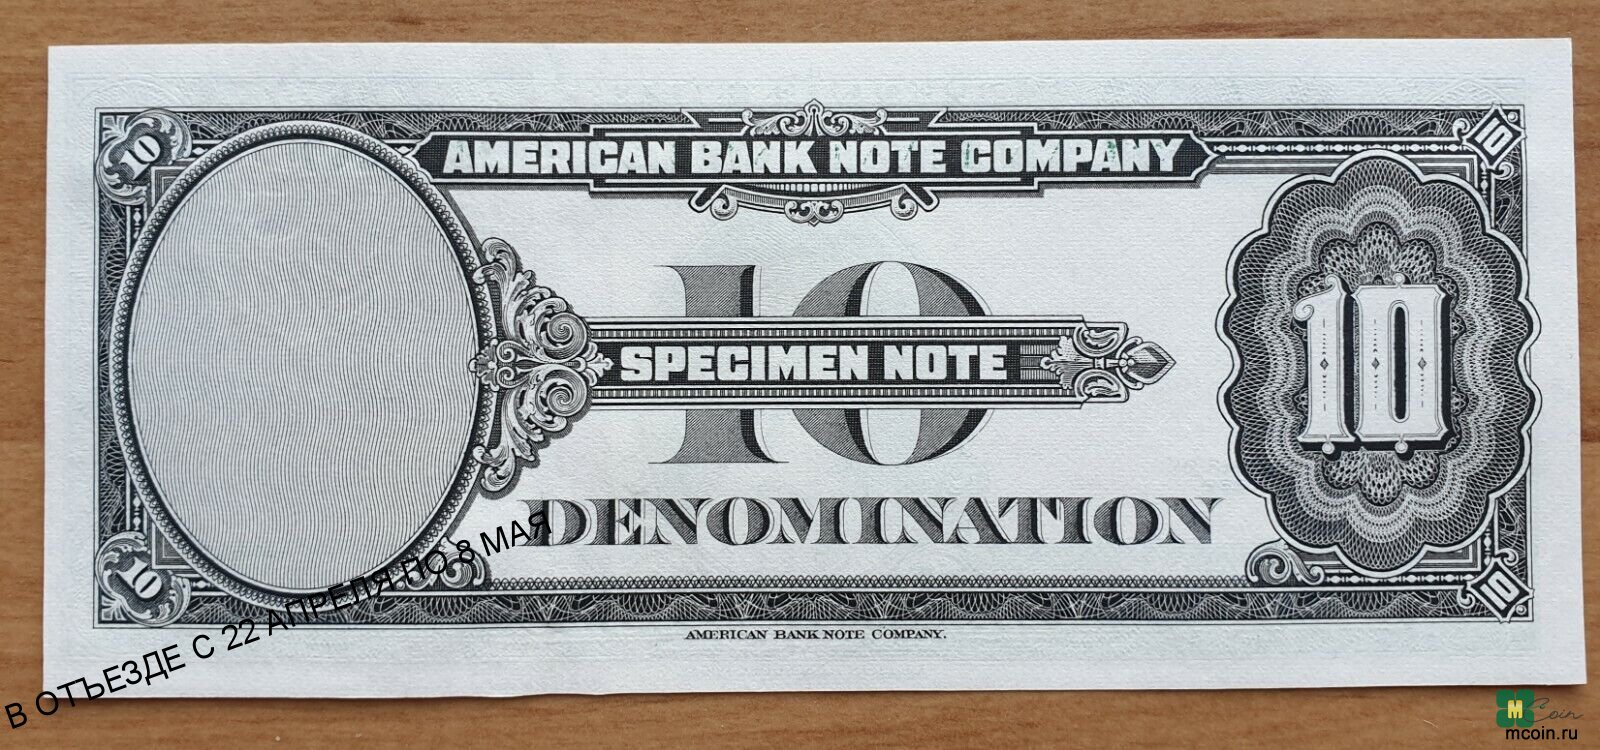 10
AMERICAN BANK NOTE COMPANY
10
10
10
SPECIMEN NOTE
DENOMINATION
10
10
AMERICAN BANK NOTE COMPANY.
В ОТЪЕЗДЕ С 22 АПРЕЛЯ ПО 8 МАЯ
M Coin
mcoin.ru